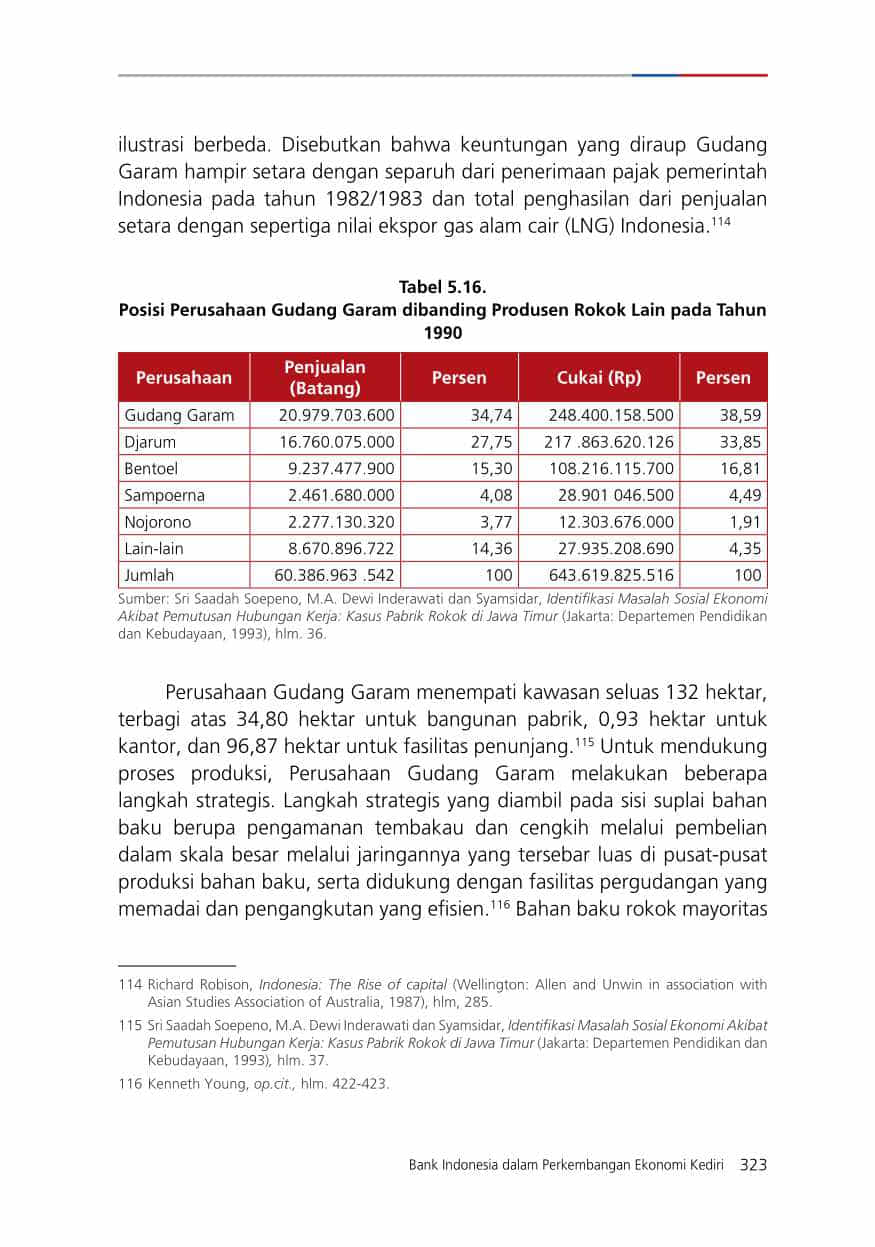 ilustrasi berbeda. Disebutkan bahwa keuntungan yang diraup Gudang
Garam hampir setara dengan separuh dari penerimaan pajak pemerintah
Indonesia pada tahun 1982/1983 dan total penghasilan dari penjualan
setara dengan sepertiga nilai ekspor gas alam cair (LNG) Indonesia.114
Tabel 5.16.
Posisi Perusahaan Gudang Garam dibanding Produsen Rokok Lain pada Tahun
1990
Perusahaan Penjualan (Batang) Persen Cukai (Rp) Persen
Gudang Garam 20.979.703.600 34,74 248.400.158.500 38,59
Djarum 16.760.075.000 27,75 217 .863.620.126 33,85
Bentoel 9.237.477.900 15,30 108.216.115.700 16,81
Sampoerna 2.461.680.000 4,08 28.901 046.500 4,49
Nojorono 2.277.130.320 3,77 12.303.676.000 1,91
Lain-lain 8.670.896.722 14,36 27.935.208.690 4,35
Jumlah 60.386.963 .542 100 643.619.825.516 100
Sumber: Sri Saadah Soepeno, M.A. Dewi Inderawati dan Syamsidar, Identifikasi Masalah Sosial Ekonomi
Akibat Pemutusan Hubungan Kerja: Kasus Pabrik Rokok di Jawa Timur (Jakarta: Departemen Pendidikan
dan Kebudayaan, 1993), hlm. 36.
Perusahaan Gudang Garam menempati kawasan seluas 132 hektar,
terbagi atas 34,80 hektar untuk bangunan pabrik, 0,93 hektar untuk
kantor, dan 96,87 hektar untuk fasilitas penunjang.115 Untuk mendukung
proses produksi, Perusahaan Gudang Garam melakukan beberapa
langkah strategis. Langkah strategis yang diambil pada sisi suplai bahan
baku berupa pengamanan tembakau dan cengkih melalui pembelian
dalam skala besar melalui jaringannya yang tersebar luas di pusat-pusat
produksi bahan baku, serta didukung dengan fasilitas pergudangan yang
memadai dan pengangkutan yang efisien.116 Bahan baku rokok mayoritas
114 Richard Robison, Indonesia: The Rise of capital (Wellington: Allen and Unwin in association with
Asian Studies Association of Australia, 1987), hlm, 285.
115 Sri Saadah Soepeno, M.A. Dewi Inderawati dan Syamsidar, Identifikasi Masalah Sosial Ekonomi Akibat
Pemutusan Hubungan Kerja: Kasus Pabrik Rokok di Jawa Timur (Jakarta: Departemen Pendidikan dan
Kebudayaan, 1993), hlm. 37.
116 Kenneth Young, op.cit., hlm. 422-423.
Bank Indonesia dalam Perkembangan Ekonomi Kediri 323